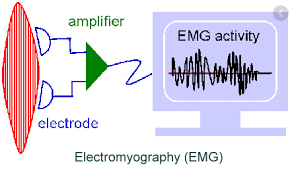 amplifier
EMG activity
electrode
Electromyography (EMG)